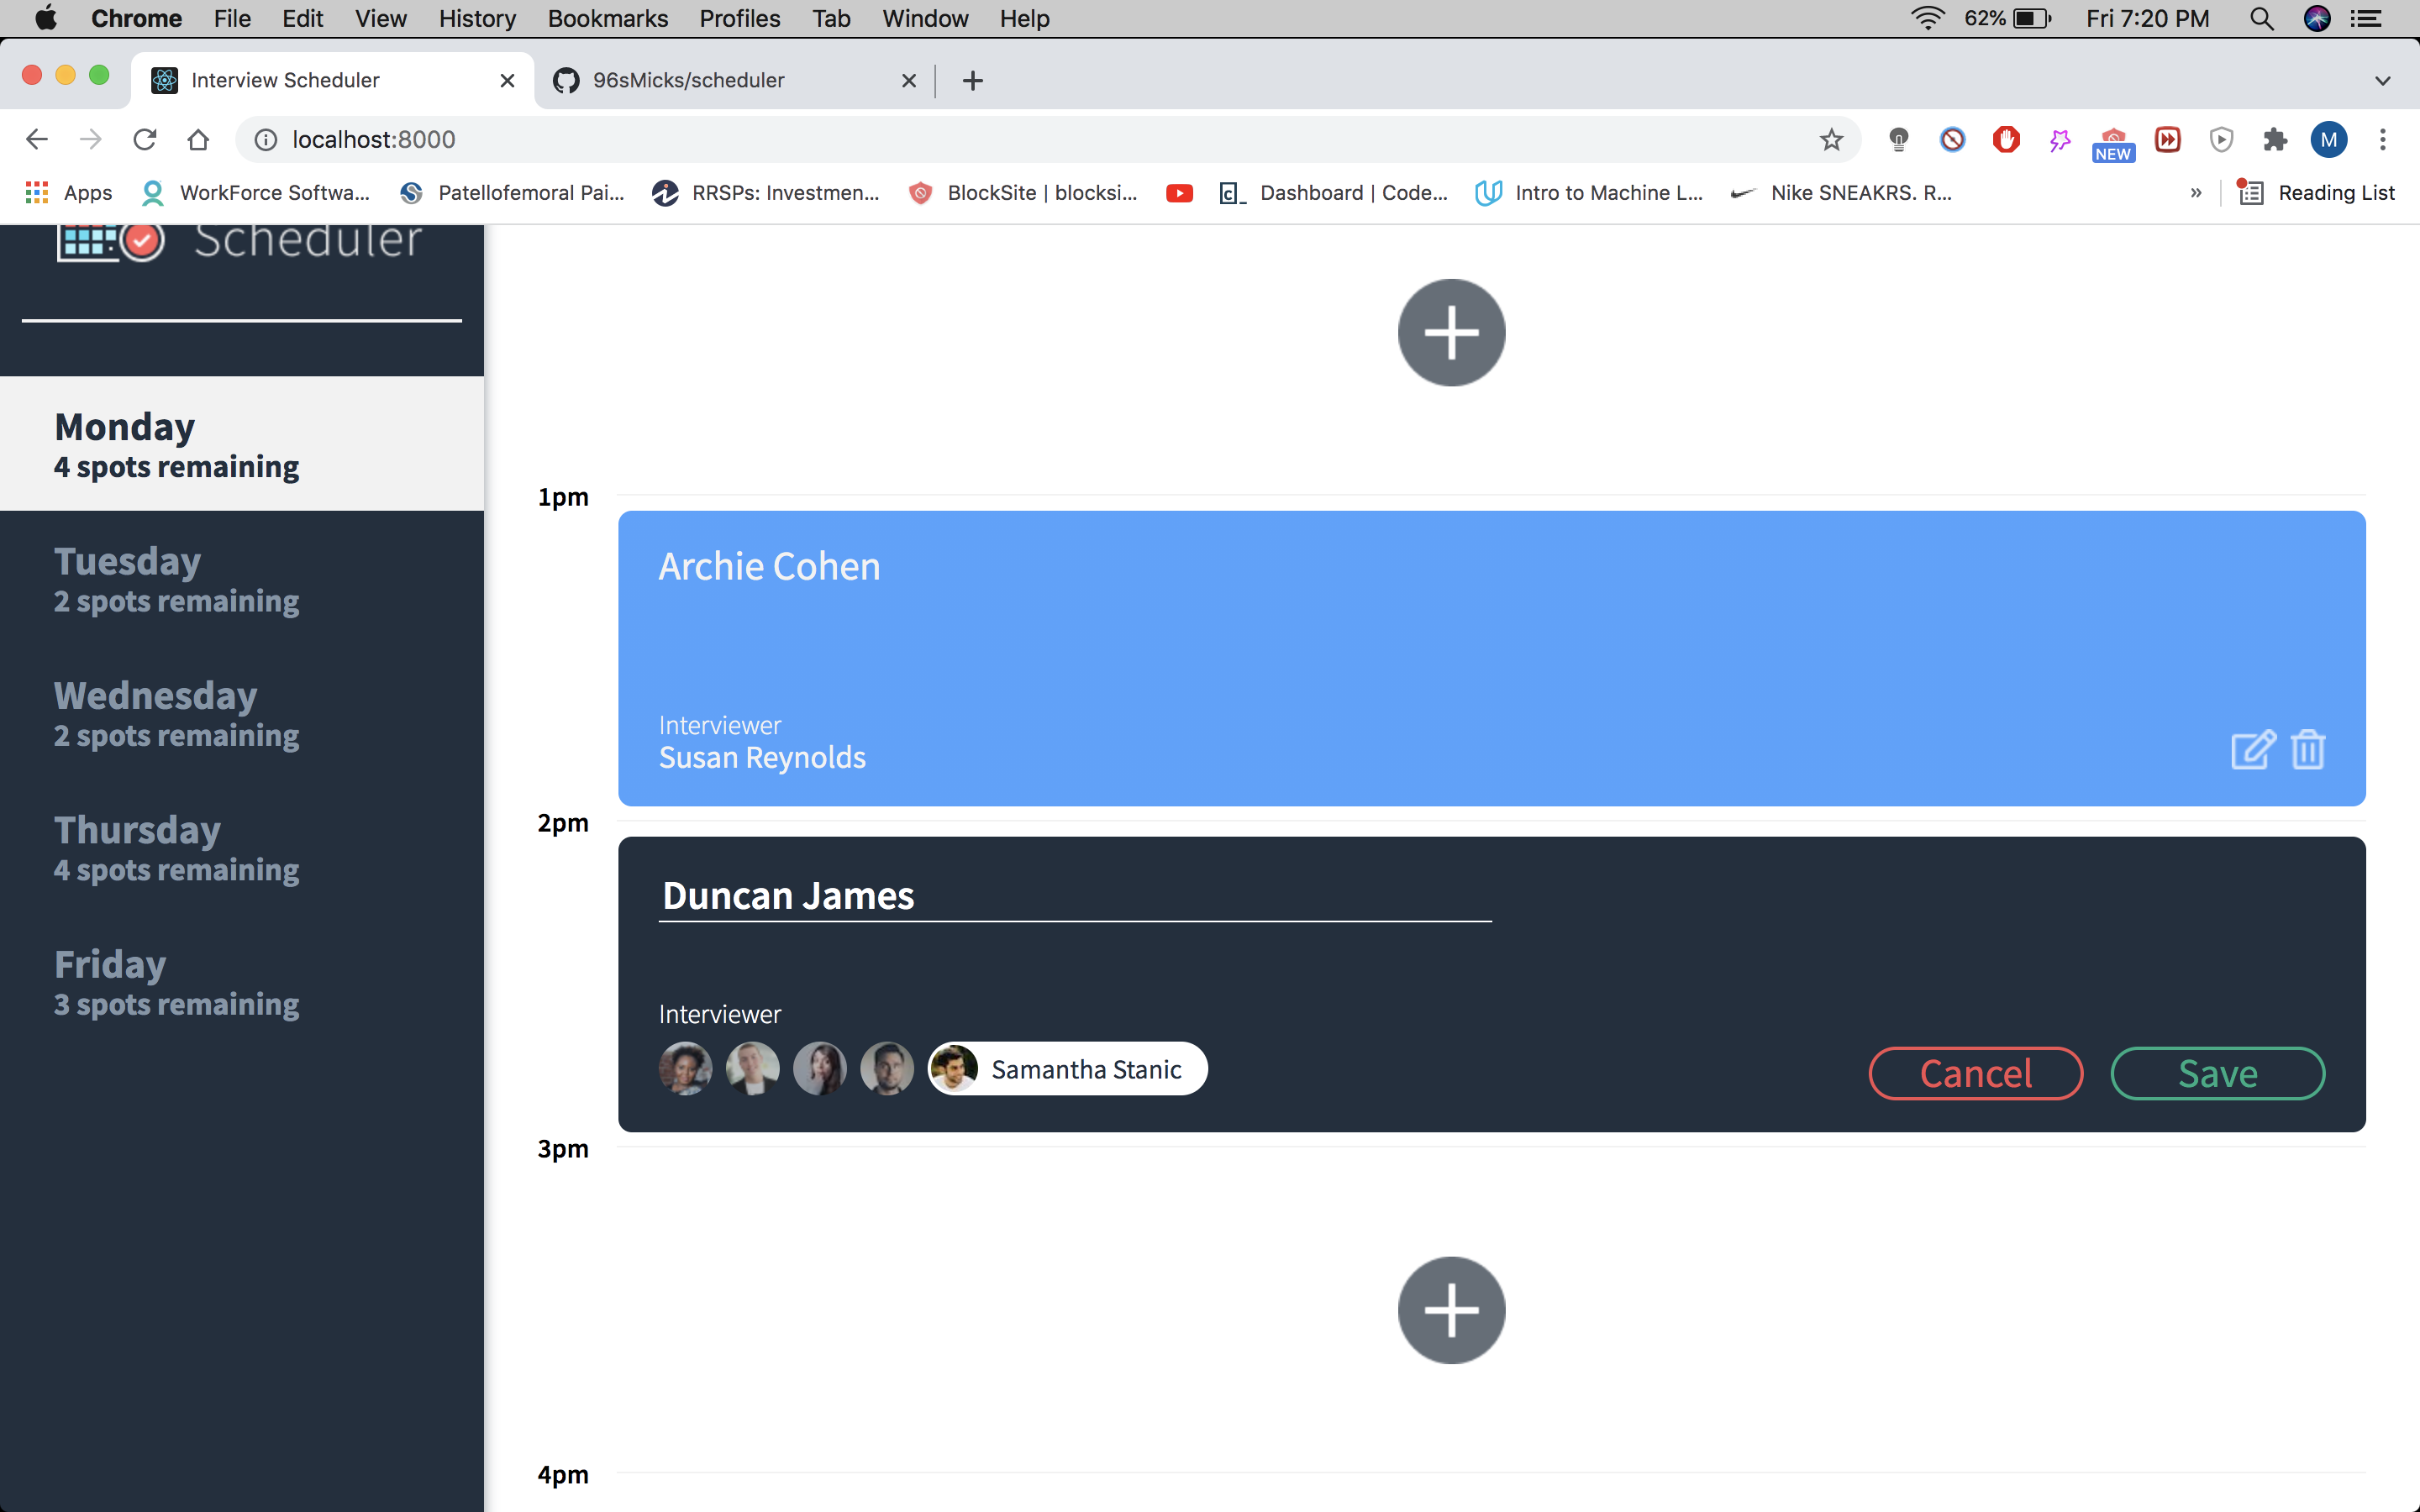 Chrome File Edit View History Bookmarks Profiles Tab Window Help 62% Fri 7:20 PM
Interview Scheduler 96sMicks/scheduler
localhost:8000 NEW M
Apps WorkForce Softwa... Patellofemoral Pai... RRSPs: Investmen... BlockSite | blocksi... Dashboard | Code... Intro to Machine L... Nike SNEAKRS. R... » Reading List
Scheduler
Monday
4 spots remaining
Tuesday
2 spots remaining
Wednesday
2 spots remaining
Thursday
4 spots remaining
Friday
3 spots remaining
1pm
Archie Cohen
Interviewer
Susan Reynolds
2pm
Duncan James
Interviewer
Samantha Stanic
Cancel Save
3pm
4pm